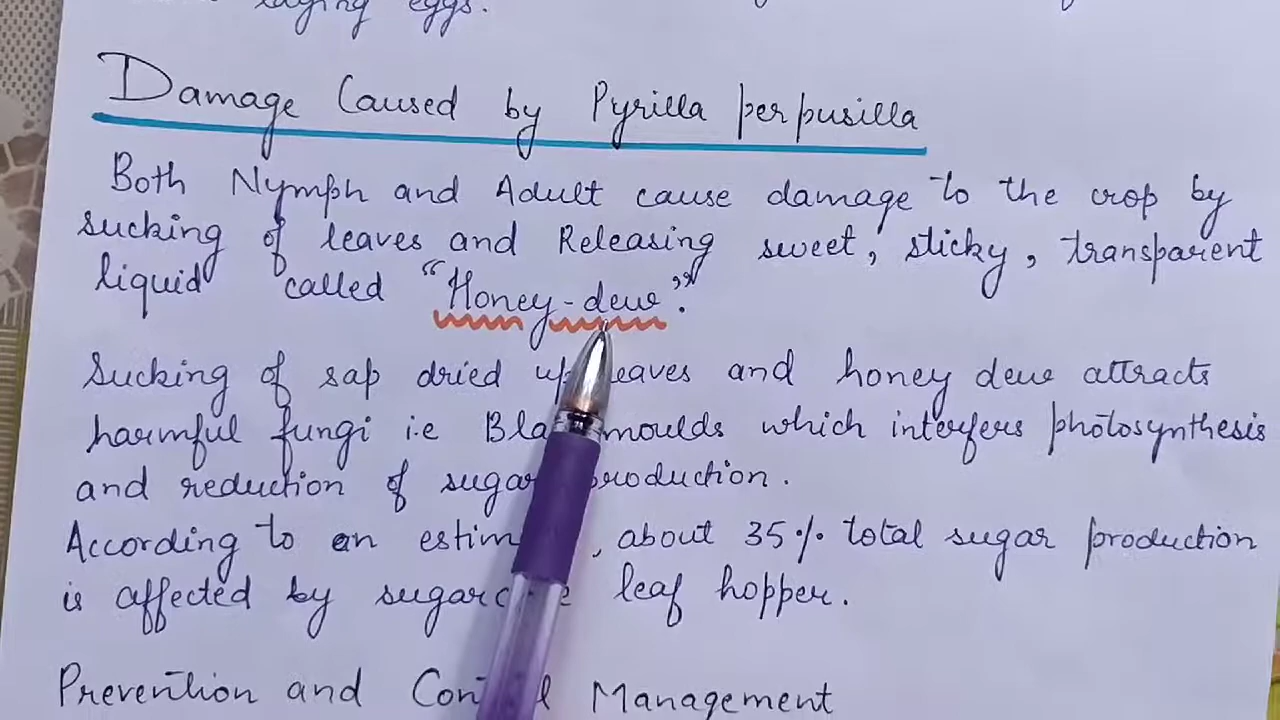 laying eggs.
Damage Caused by Pyrilla perpusilla
Both Nymph and Adult cause damage to the crop by
sucking of leaves and Releasing sweet, sticky, transparent
liquid called "Honey-dew".
Sucking of sap dried up leaves and honey dew attracts
harmful fungi i.e moulds which interfers photosynthesis
and reduction of sugar production.
According to an about 35% total sugar production
is affected by leaf hopper.
Prevention and Management